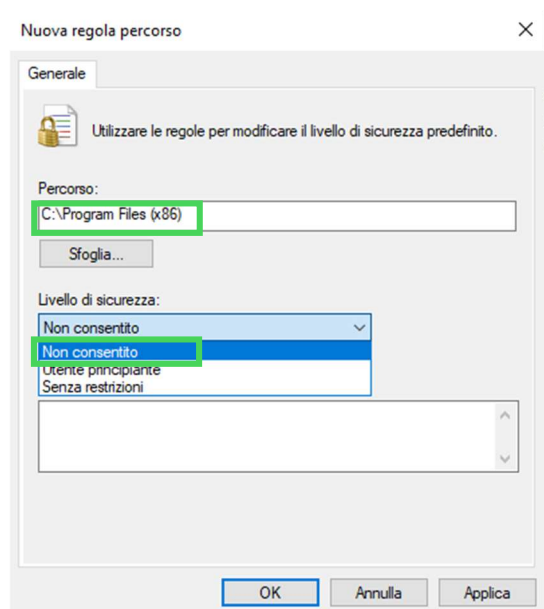 Nuova regola percorso
Generale
Utilizzare le regole per modificare il livello di sicurezza predefinito.
Percorso:
C:\Program Files (x86)
Sfoglia...
Livello di sicurezza:
Non consentito
Non consentito
Utente principiante
Senza restrizioni
OK Annulla Applica